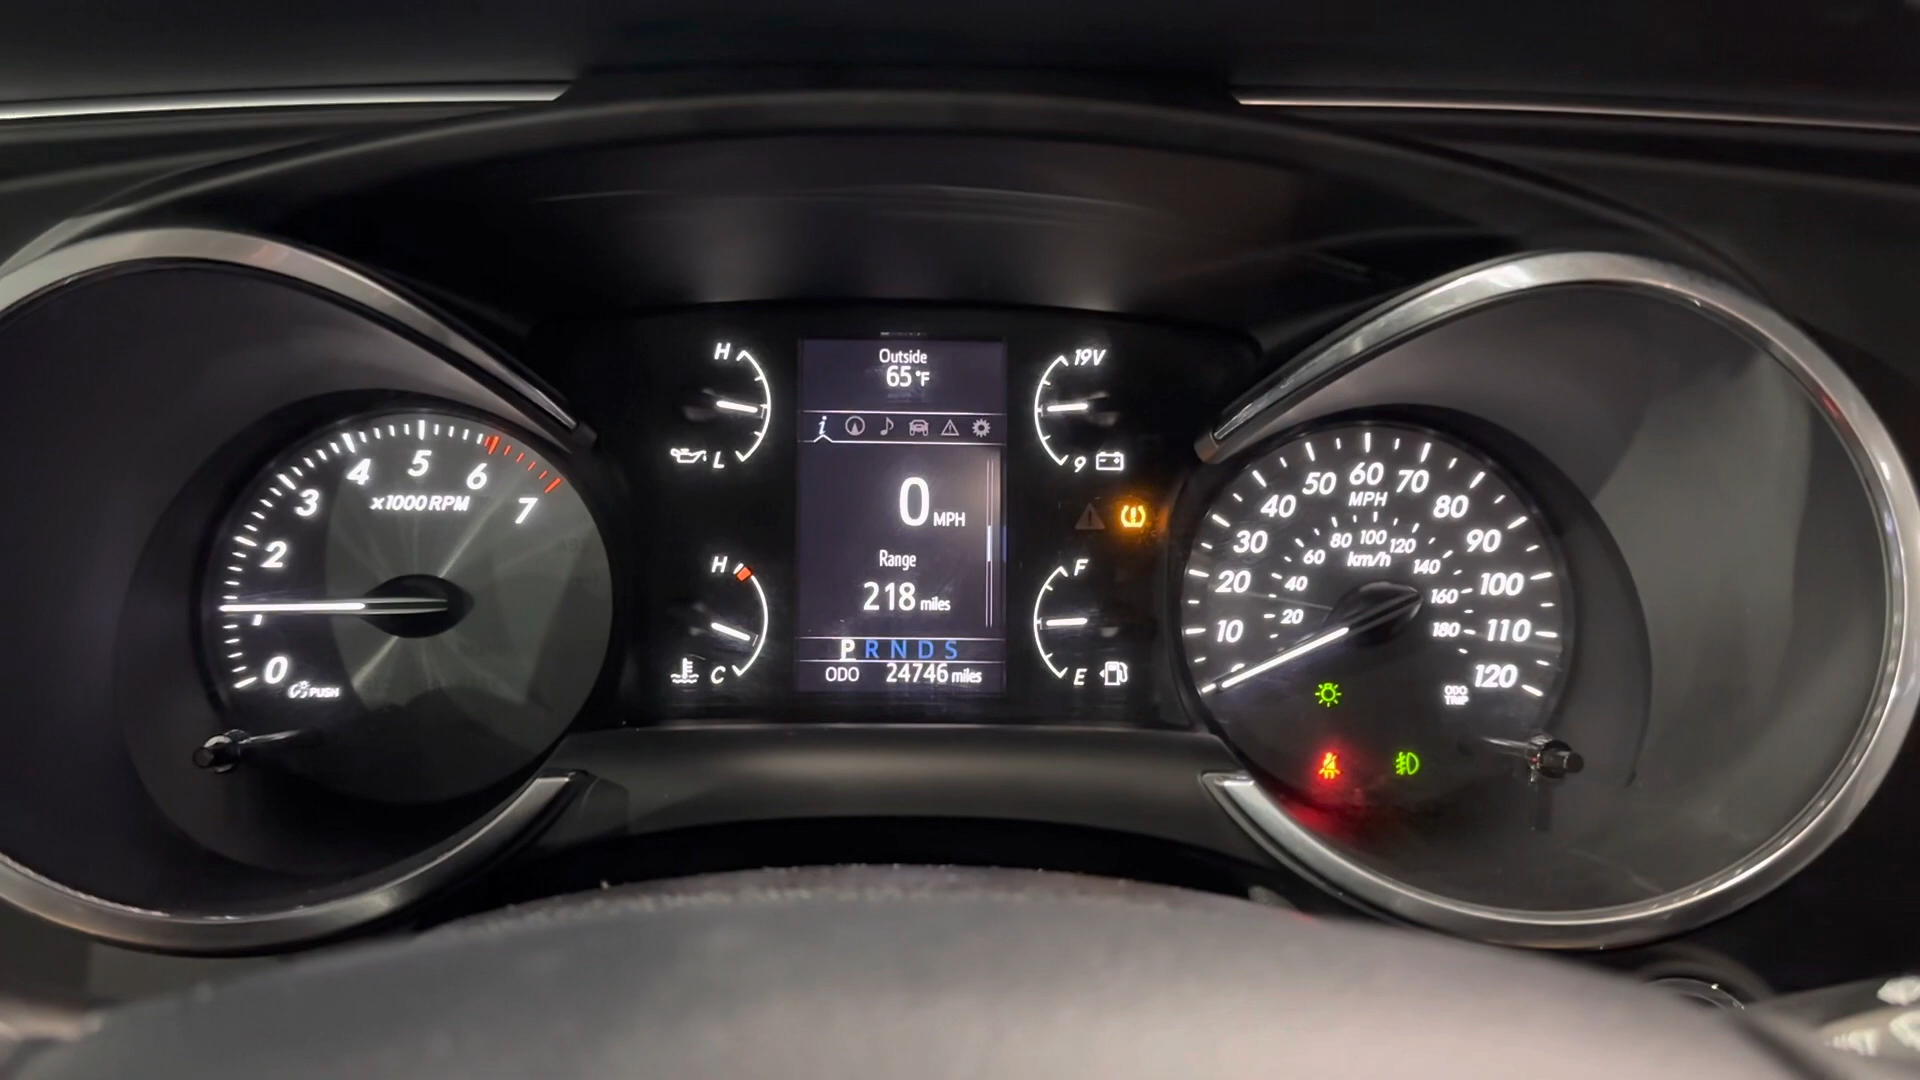 0
1
2
3
4
5
6
7
x1000 RPM
PUSH
H
L
H
C
Outside
65°F
i
0 MPH
Range
218 miles
P R N D S
ODO 24746 miles
19V
9
F
E
10
20
30
40
50
60
70
80
90
100
110
120
MPH
20
40
60
80
100
120
140
160
180
km/h
ODO
TRIP